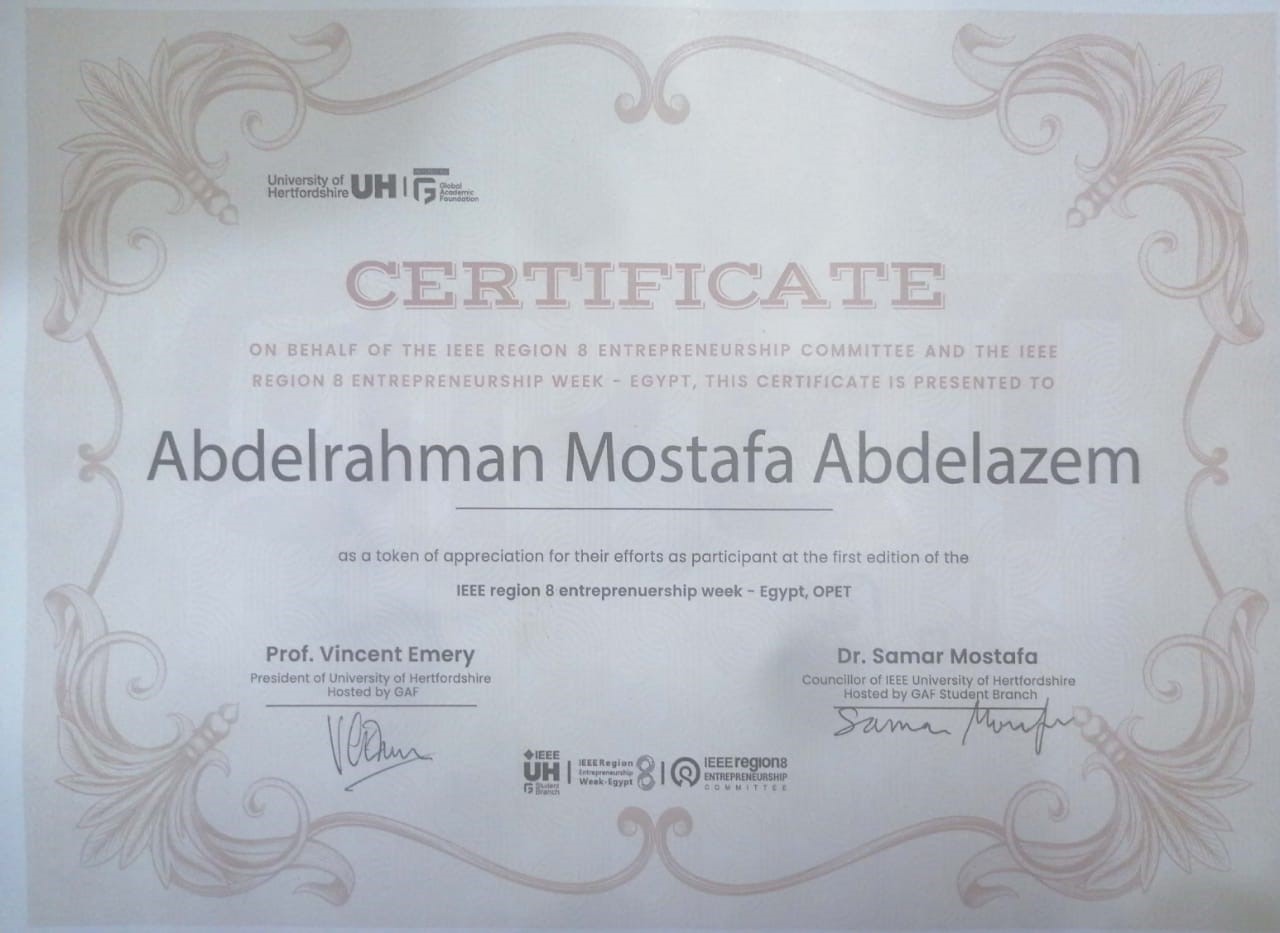 University of
Hertfordshire UH
Global
Academic
Foundation
CERTIFICATE
ON BEHALF OF THE IEEE REGION 8 ENTREPRENEURSHIP COMMITTEE AND THE IEEE
REGION 8 ENTREPRENEURSHIP WEEK - EGYPT, THIS CERTIFICATE IS PRESENTED TO
Abdelrahman Mostafa Abdelazem
as a token of appreciation for their efforts as participant at the first edition of the
IEEE region 8 entreprenuership week - Egypt, OPET
Prof. Vincent Emery
President of University of Hertfordshire
Hosted by GAF
Dr. Samar Mostafa
Councillor of IEEE University of Hertfordshire
Hosted by GAF Student Branch
Samar Mostafa
IEEE
UH
Student
Branch
IEEE Region
Entrepreneurship
Week-Egypt
8
IEEE region8
ENTREPRENEURSHIP
COMMITTEE